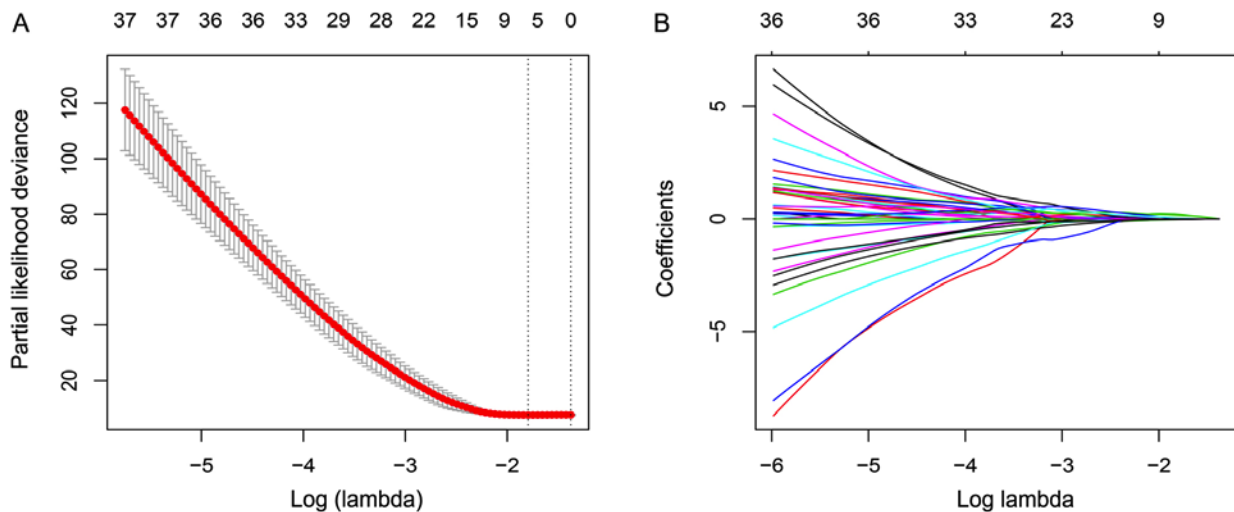 A
37 37 36 36 33 29 28 22 15 9 5 0
Partial likelihood deviance
120
100
80
60
40
20
−5 −4 −3 −2
Log (lambda)
B
36 36 33 23 9
Coefficients
5
0
−5
−6 −5 −4 −3 −2
Log lambda